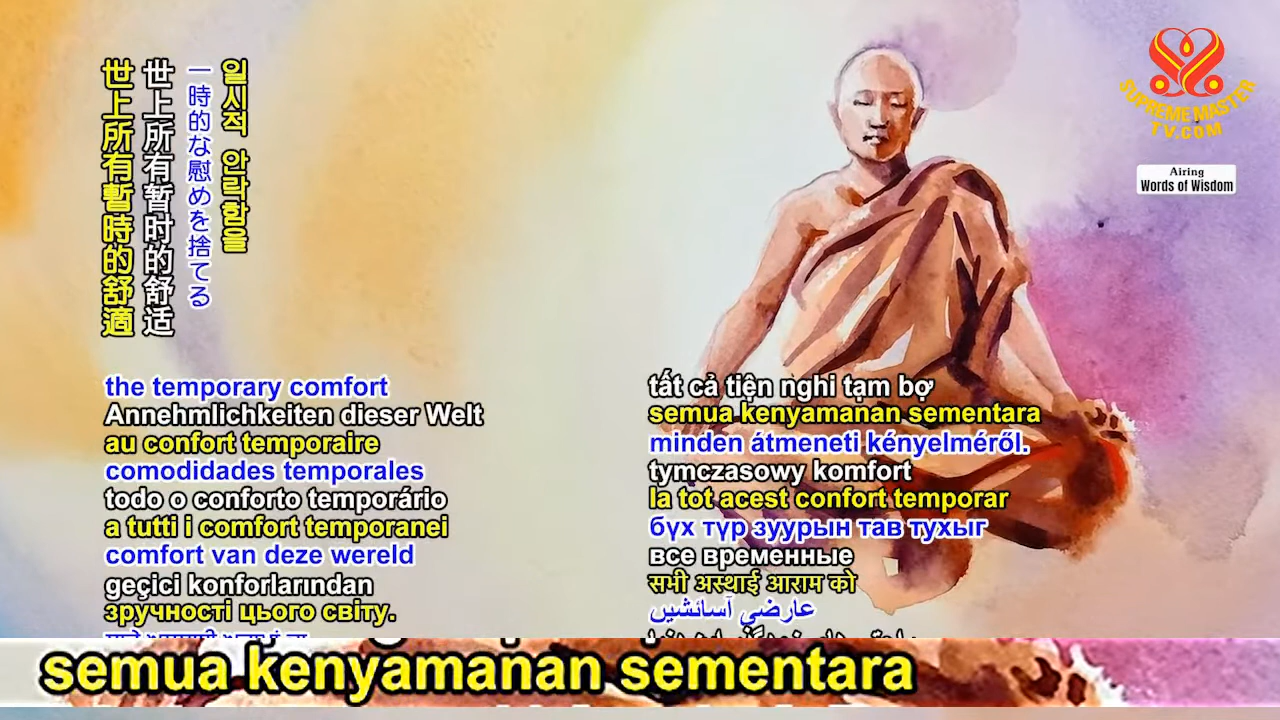 世上所有暫時的舒適
世上所有暂时的舒适
一時的な慰めを捨てる
일시적 안락함을
SUPREME MASTER
TV.COM
Airing
Words of Wisdom
the temporary comfort
Annehmlichkeiten dieser Welt
au confort temporaire
comodidades temporales
todo o conforto temporário
a tutti i comfort temporanei
comfort van deze wereld
geçici konforlarından
зручності цього світу.
tất cả tiện nghi tạm bợ
semua kenyamanan sementara
minden átmeneti kényelméről.
tymczasowy komfort
la tot acest confort temporar
бүх түр зуурын тав тухыг
все временные
सभी अस्थाई आराम को
عارضی آسائشیں
semua kenyamanan sementara